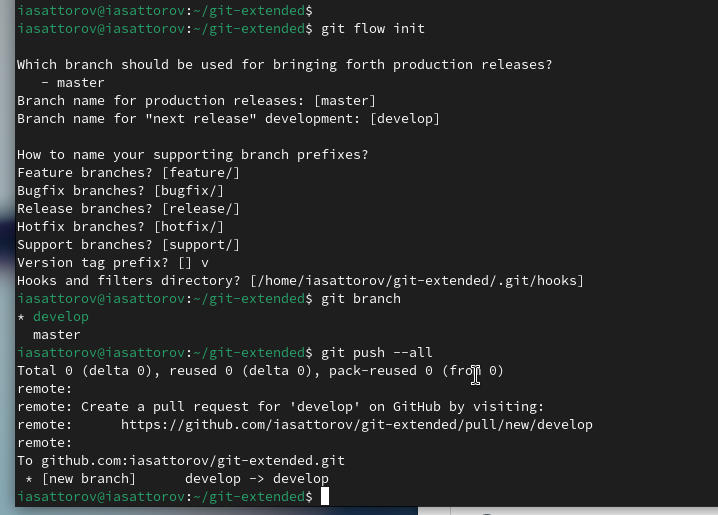 iasattorov@iasattorov:~/git-extended$
iasattorov@iasattorov:~/git-extended$ git flow init
Which branch should be used for bringing forth production releases?
   - master
Branch name for production releases: [master]
Branch name for "next release" development: [develop]
How to name your supporting branch prefixes?
Feature branches? [feature/]
Bugfix branches? [bugfix/]
Release branches? [release/]
Hotfix branches? [hotfix/]
Support branches? [support/]
Version tag prefix? [] v
Hooks and filters directory? [/home/iasattorov/git-extended/.git/hooks]
iasattorov@iasattorov:~/git-extended$ git branch
* develop
  master
iasattorov@iasattorov:~/git-extended$ git push --all
Total 0 (delta 0), reused 0 (delta 0), pack-reused 0 (from 0)
remote:
remote: Create a pull request for 'develop' on GitHub by visiting:
remote:      https://github.com/iasattorov/git-extended/pull/new/develop
remote:
To github.com:iasattorov/git-extended.git
 * [new branch]      develop -> develop
iasattorov@iasattorov:~/git-extended$